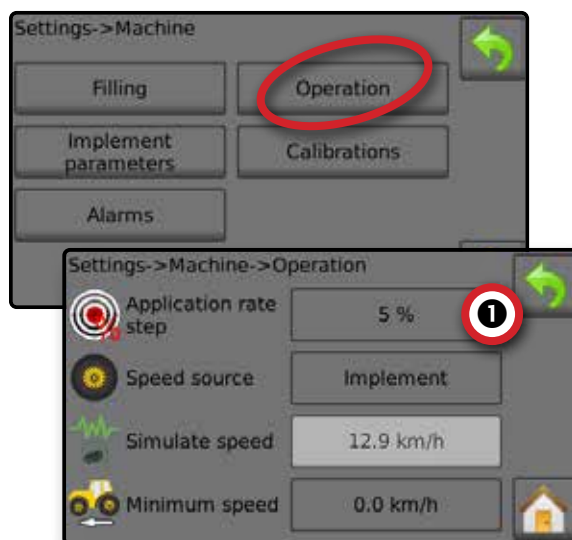 Settings->Machine
Filling
Operation
Implement
parameters
Calibrations
Alarms
Settings->Machine->Operation
Application rate
step
5 %
1
Speed source
Implement
Simulate speed
12.9 km/h
Minimum speed
0.0 km/h